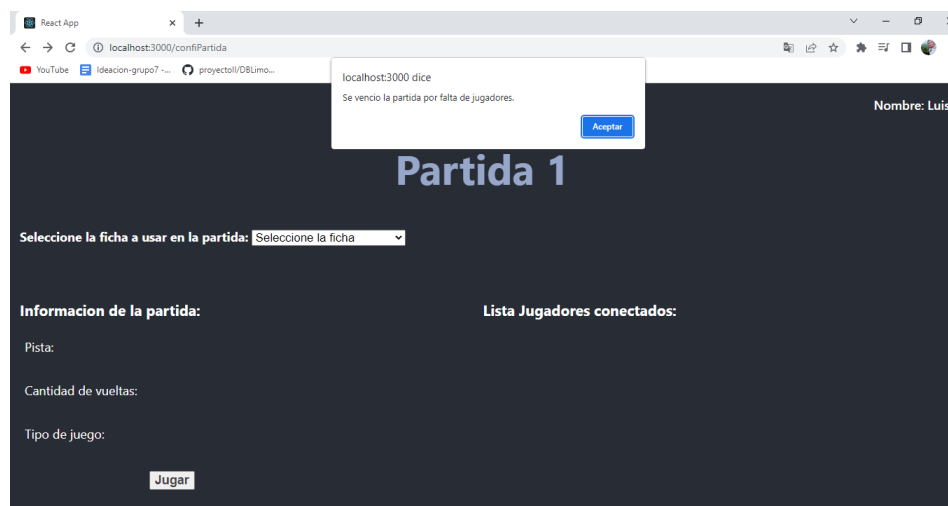 React App
localhost:3000/confiPartida
YouTube Ideacion-grupo7 -... proyectoII/DBLimo...
localhost:3000 dice
Se vencio la partida por falta de jugadores.
Aceptar
Nombre: Luis
Partida 1
Seleccione la ficha a usar en la partida: Seleccione la ficha
Informacion de la partida:
Lista Jugadores conectados:
Pista:
Cantidad de vueltas:
Tipo de juego:
Jugar